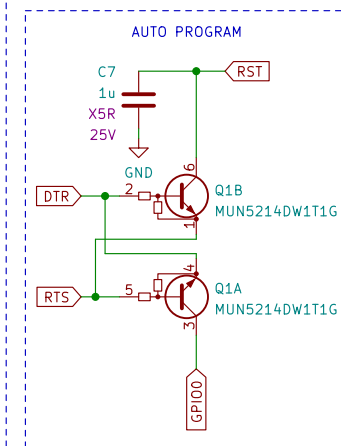 AUTO PROGRAM
C7
1u
X5R
25V
GND
RST
6
DTR
2
Q1B
MUN5214DW1T1G
1
4
RTS
5
Q1A
MUN5214DW1T1G
3
GPIO0